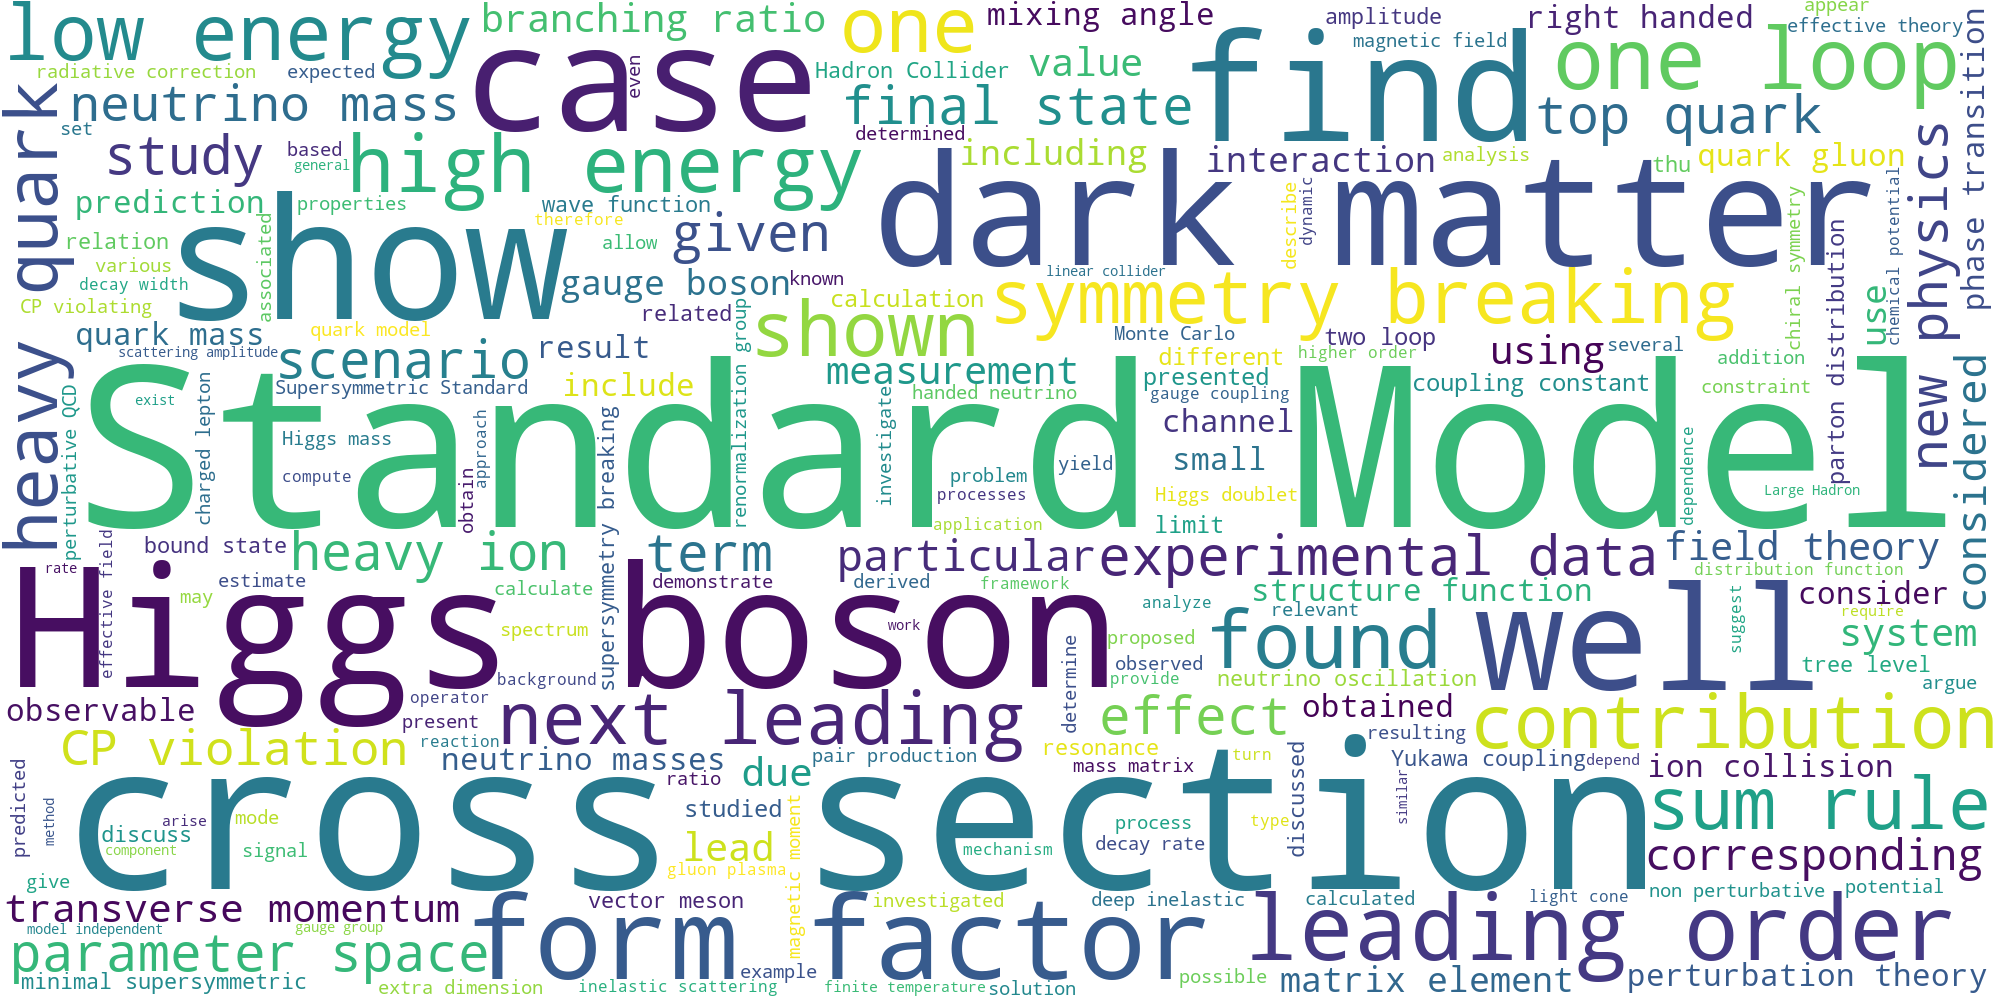 low energy
branching ratio
one
mixing angle
amplitude
right handed
appear
effective theory
radiative correction
expected
case
even
Hadron Collider
value
find
magnetic field
one loop
phase transition
neutrino mass
final state
top quark
set
study
based
general
high energy
determined
including
interaction
analysis
thu
quark gluon
new physics
heavy quark
prediction
properties
wave function
therefore
dark matter
describe
dynamic
chiral symmetry
chemical potential
relation
various
associated
show
allow
given
parton distribution
decay width
CP violating
gauge boson
known
linear collider
symmetry breaking
use
quark mass
quark model
related
calculation
shown
renormalization group
Monte Carlo
two loop
scattering amplitude
scenario
result
measurement
different
higher order
using
several
addition
considered
perturbative QCD
exist
charged lepton
Supersymmetric Standard
include
handed neutrino
presented
gauge coupling
coupling constant
constraint
Standard Model
Higgs mass
approach
supersymmetry breaking
investigate
channel
compute
obtain
problem
yield
small
processes
Higgs doublet
dependence
Large Hadron
application
limit
bound state
heavy ion
term
particular
experimental data
field theory
rate
effective field
estimate
may
calculate
demonstrate
derived
framework
structure function
distribution function
consider
analyze
relevant
require
Higgs boson
spectrum
work
proposed
found
well
suggest
system
background
observed
provide
determine
neutrino oscillation
tree level
argue
observable
operator
present
next leading
effect
obtained
contribution
CP violation
reaction
neutrino masses
due
pair production
resonance
mass matrix
turn
resulting
Yukawa coupling
depend
ion collision
predicted
method
arise
mode
cross section
ratio
studied
magnetic moment
discussed
similar
sum rule
discuss
component
signal
lead
process
type
decay rate
mechanism
corresponding
give
gluon plasma
transverse momentum
form factor
vector meson
investigated
deep inelastic
calculated
light cone
non perturbative
potential
model independent
gauge group
leading order
parameter space
minimal supersymmetric
extra dimension
example
inelastic scattering
finite temperature
solution
possible
matrix element
perturbation theory